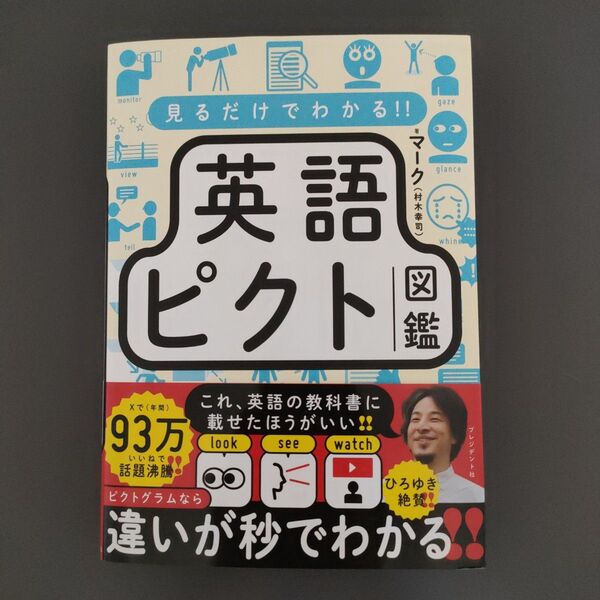 monitor
見るだけでわかる!!
gaze
view
glance
tell
whine
著 マーク(村木幸司)
英語
ピクト
図鑑
Xで(年間)
93万
いいねで
話題沸騰!!
これ、英語の教科書に
載せたほうがいい!!
look
see
watch
ひろゆき
絶賛!!
プレジデント社
ピクトグラムなら
違いが秒でわかる!!